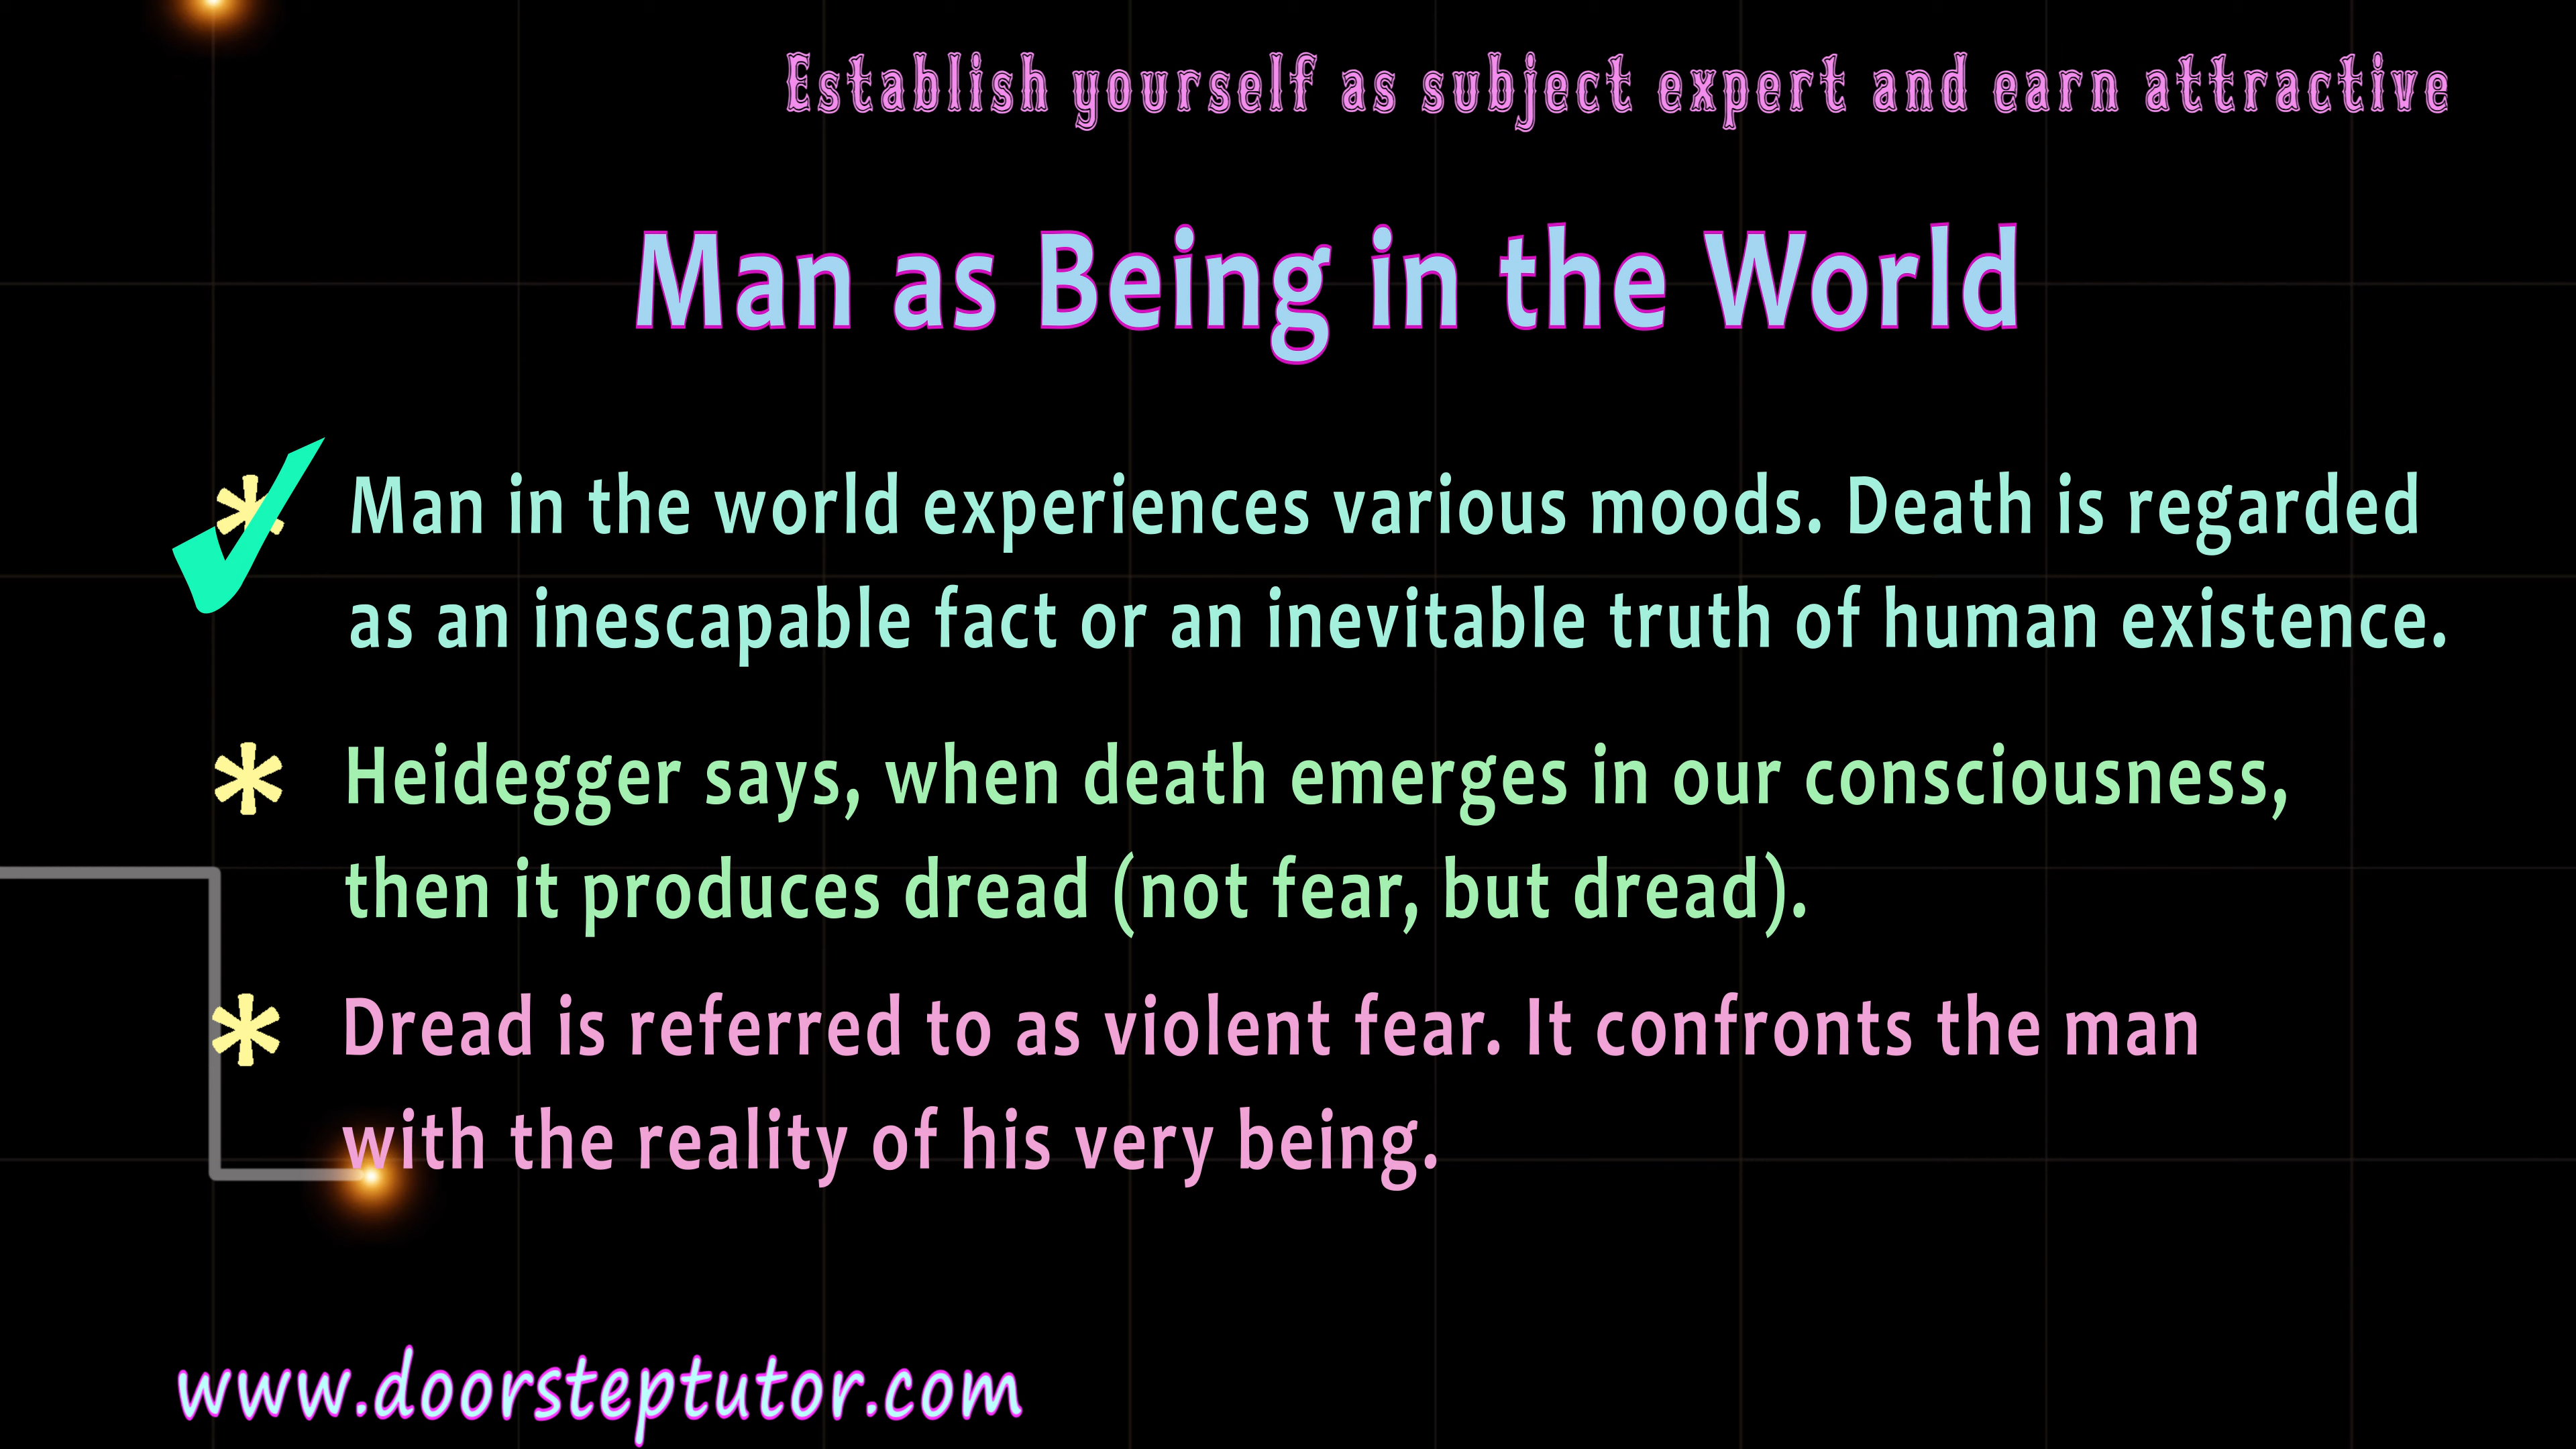 Establish yourself as subject expert and earn attractive
Man as Being in the World
* Man in the world experiences various moods. Death is regarded
as an inescapable fact or an inevitable truth of human existence.
* Heidegger says, when death emerges in our consciousness,
then it produces dread (not fear, but dread).
* Dread is referred to as violent fear. It confronts the man
with the reality of his very being.
www.doorsteptutor.com